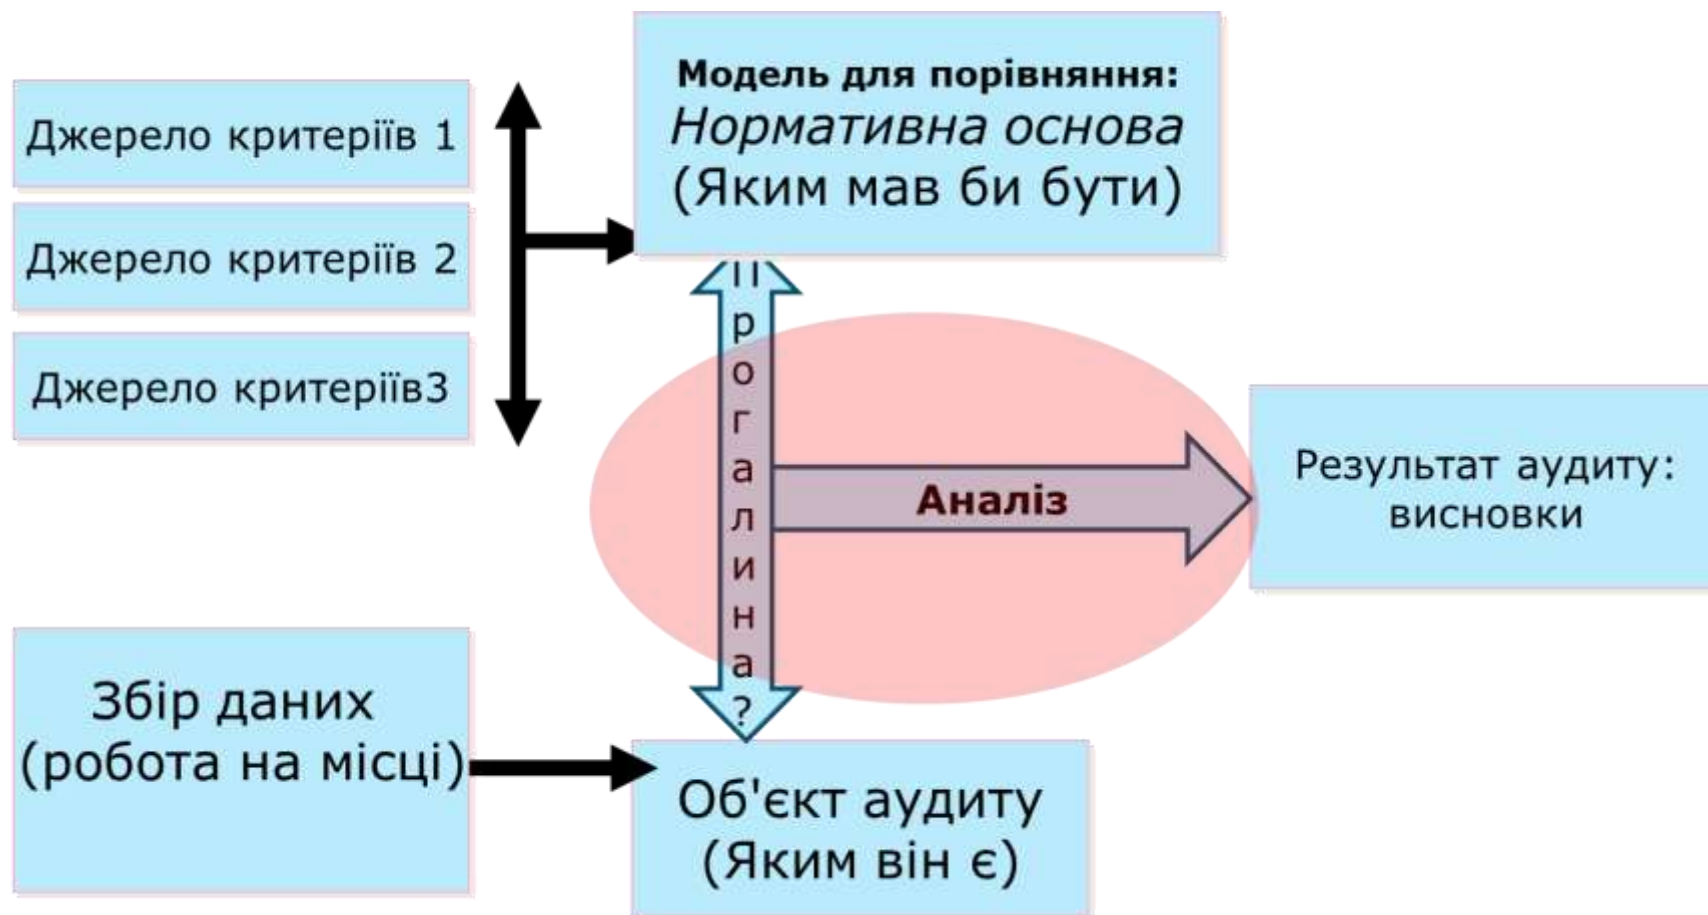 Модель для порівняння:
Нормативна основа
(Яким мав би бути)
Джерело критеріїв 1
Джерело критеріїв 2
Джерело критеріїв3
Прогалина?
Аналіз
Результат аудиту:
висновки
Збір даних
(робота на місці)
Об'єкт аудиту
(Яким він є)